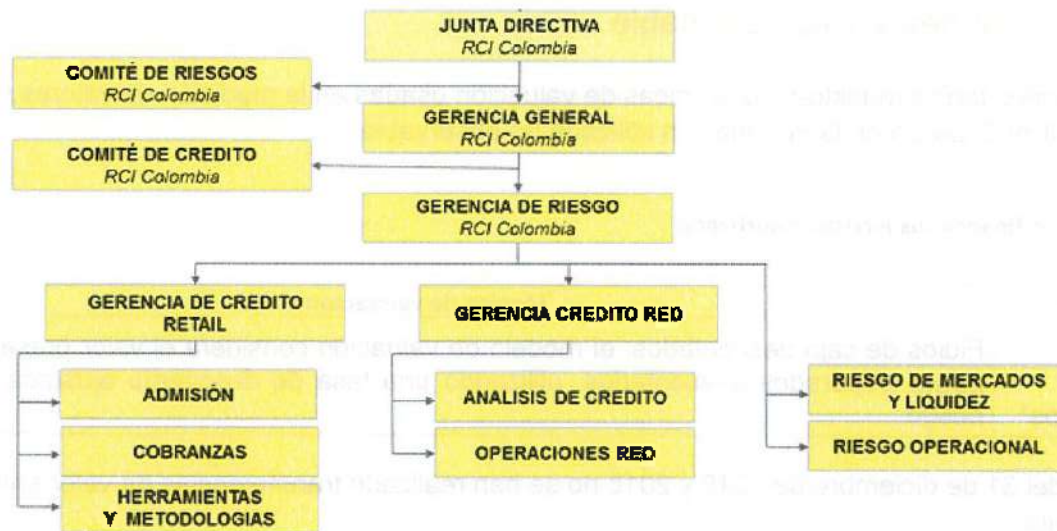 JUNTA DIRECTIVA
RCI Colombia
COMITÉ DE RIESGOS
RCI Colombia
GERENCIA GENERAL
RCI Colombia
COMITÉ DE CREDITO
RCI Colombia
GERENCIA DE RIESGO
RCI Colombia
GERENCIA DE CREDITO
RETAIL
GERENCIA CREDITO RED
ADMISIÓN
ANALISIS DE CREDITO
RIESGO DE MERCADOS
Y LIQUIDEZ
COBRANZAS
OPERACIONES RED
RIESGO OPERACIONAL
HERRAMIENTAS
Y METODOLOGIAS